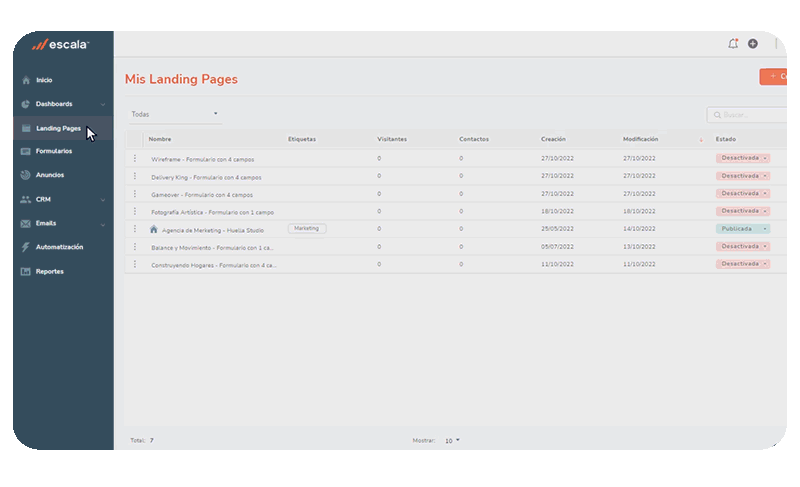 escala
Mis Landing Pages
Inicio
Dashboards
Landing Pages
Formularios
Anuncios
CRM
Emails
Automatización
Reportes
+
Todas
Buscar...
Nombre Etiquetas Visitantes Contactos Creación Modificación Estado
Wireframe - Formulario con 4 campos 0 0 27/10/2022 27/10/2022 Desactivada
Delivery King - Formulario con 4 campos 0 0 27/10/2022 27/10/2022 Desactivada
Gameover - Formulario con 4 campos 0 0 27/10/2022 27/10/2022 Desactivada
Fotografía Artística - Formulario con 1 campo 0 0 18/10/2022 18/10/2022 Desactivada
Agencia de Marketing - Huella Studio Marketing 0 0 25/05/2022 14/10/2022 Publicada
Balance y Movimiento - Formulario con 1 ca... 0 0 05/07/2022 13/10/2022 Desactivada
Construyendo Hogares - Formulario con 4 ca... 0 0 11/10/2022 11/10/2022 Desactivada
Total: 7 Mostrar: 10